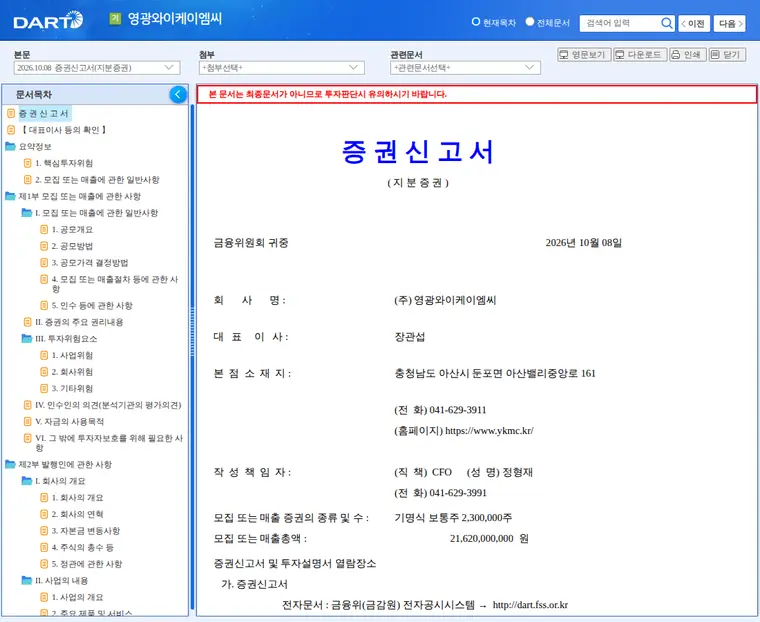 DART 기 영광와이케이엠씨 현재목차 전체문서 검색어 입력 이전 다음
본문 첨부 관련문서
2026.10.08 증권신고서(지분증권) +첨부선택+ +관련문서선택+ 영문보기 다운로드 인쇄 닫기
문서목차
증 권 신 고 서
【 대표이사 등의 확인 】
요약정보
1. 핵심투자위험
2. 모집 또는 매출에 관한 일반사항
제1부 모집 또는 매출에 관한 사항
I. 모집 또는 매출에 관한 일반사항
1. 공모개요
2. 공모방법
3. 공모가격 결정방법
4. 모집 또는 매출절차 등에 관한 사
항
5. 인수 등에 관한 사항
II. 증권의 주요 권리내용
III. 투자위험요소
1. 사업위험
2. 회사위험
3. 기타위험
IV. 인수인의 의견(분석기관의 평가의견)
V. 자금의 사용목적
VI. 그 밖에 투자자보호를 위해 필요한 사
항
제2부 발행인에 관한 사항
I. 회사의 개요
1. 회사의 개요
2. 회사의 연혁
3. 자본금 변동사항
4. 주식의 총수 등
5. 정관에 관한 사항
II. 사업의 내용
1. 사업의 개요
2. 주요 제품 및 서비스
본 문서는 최종문서가 아니므로 투자판단시 유의하시기 바랍니다.
증 권 신 고 서
( 지 분 증 권 )
금융위원회 귀중 2026년 10월 08일
회 사 명 : (주) 영광와이케이엠씨
대 표 이 사 : 장관섭
본 점 소 재 지 : 충청남도 아산시 둔포면 아산밸리중앙로 161
(전 화) 041-629-3911
(홈페이지) https://www.ykmc.kr/
작 성 책 임 자 : (직 책) CFO (성 명) 정형재
(전 화) 041-629-3991
모집 또는 매출 증권의 종류 및 수 : 기명식 보통주 2,300,000주
모집 또는 매출총액 : 21,620,000,000 원
증권신고서 및 투자설명서 열람장소
가. 증권신고서
전자문서 : 금융위(금감원) 전자공시시스템 → http://dart.fss.or.kr